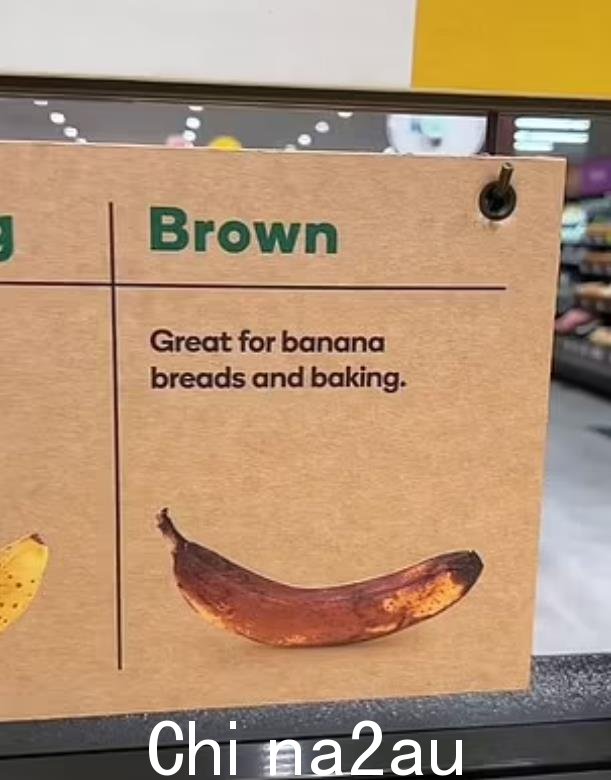 g
Brown
Great for banana
breads and baking.
Chi na2au